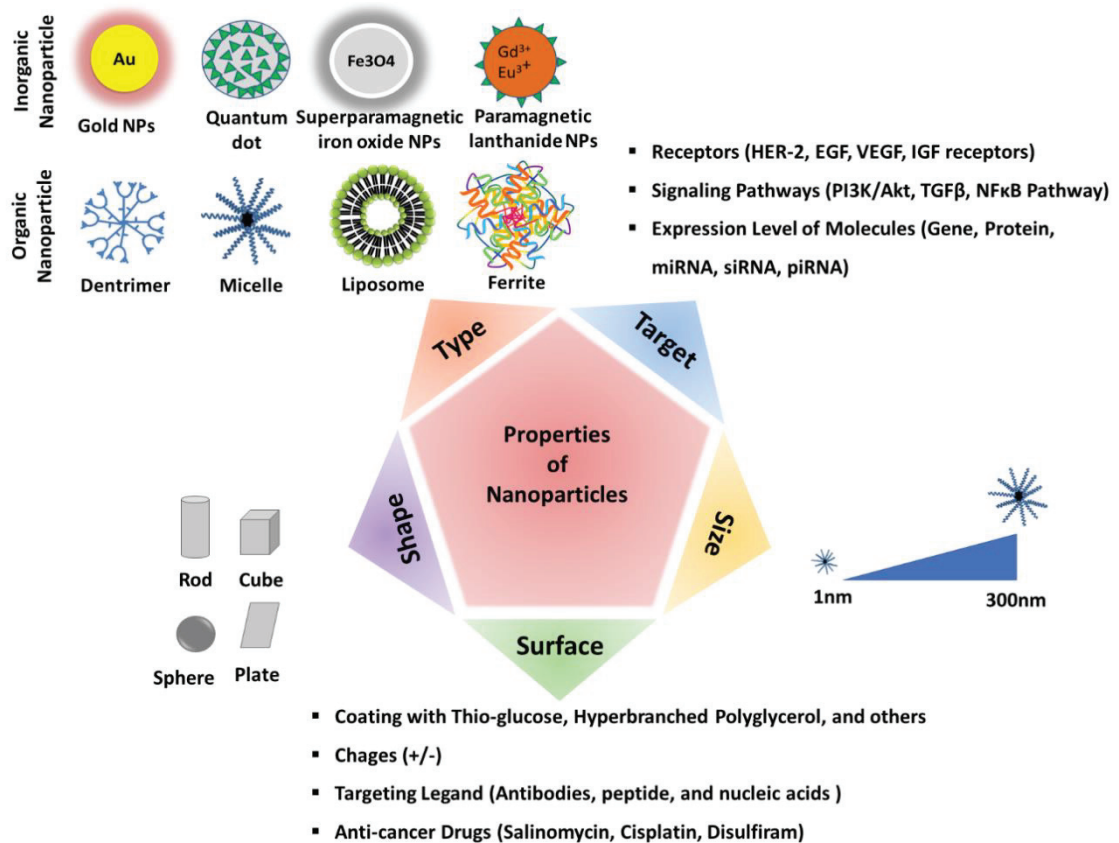 Inorganic
Nanoparticle
Au
Fe3O4
Gd³⁺
Eu³⁺
Gold NPs
Quantum
dot
Superparamagnetic
iron oxide NPs
Paramagnetic
lanthanide NPs
Organic
Nanoparticle
Dentrimer
Micelle
Liposome
Ferrite
▪ Receptors (HER-2, EGF, VEGF, IGF receptors)
▪ Signaling Pathways (PI3K/Akt, TGFβ, NFκB Pathway)
▪ Expression Level of Molecules (Gene, Protein,
miRNA, siRNA, piRNA)
Type
Target
Properties
of
Nanoparticles
Shape
Size
Surface
Rod
Cube
Sphere
Plate
1nm
300nm
▪ Coating with Thio-glucose, Hyperbranched Polyglycerol, and others
▪ Chages (+/-)
▪ Targeting Legand (Antibodies, peptide, and nucleic acids )
▪ Anti-cancer Drugs (Salinomycin, Cisplatin, Disulfiram)